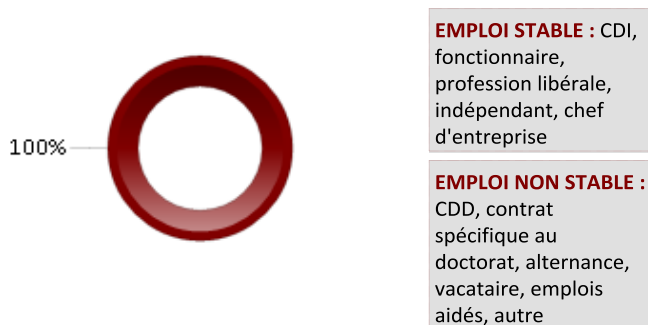 100%
EMPLOI STABLE : CDI,
fonctionnaire,
profession libérale,
indépendant, chef
d'entreprise
EMPLOI NON STABLE :
CDD, contrat
spécifique au
doctorat, alternance,
vacataire, emplois
aidés, autre